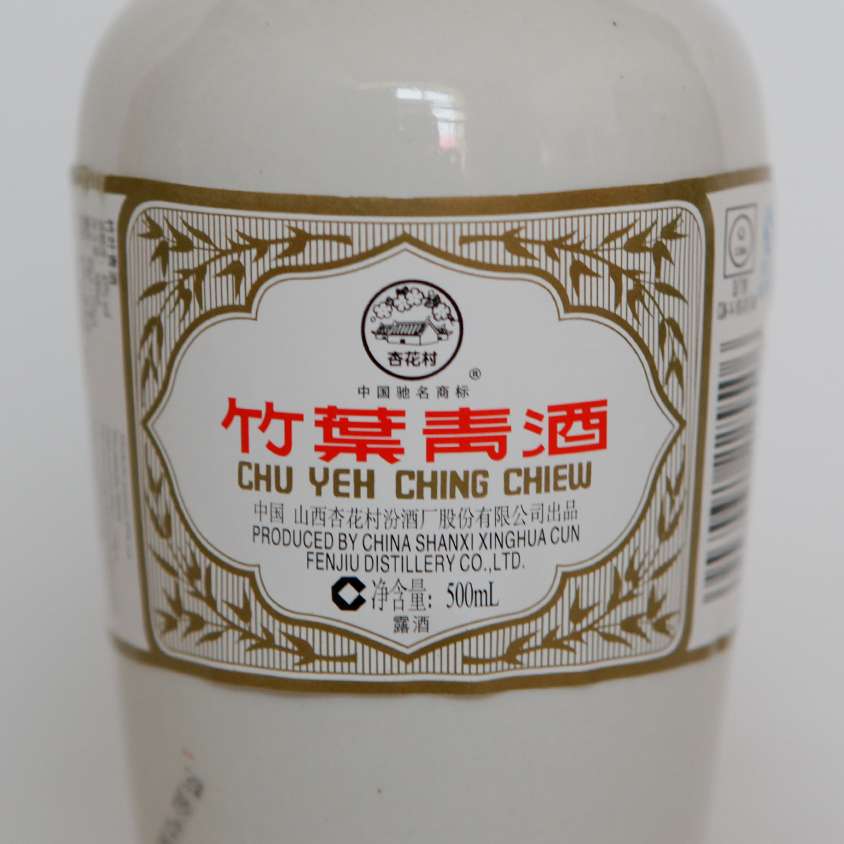 杏花村
®
中国驰名商标
竹葉青酒
CHU YEH CHING CHIEW
中国 山西杏花村汾酒厂股份有限公司出品
PRODUCED BY CHINA SHANXI XINGHUA CUN
FENJIU DISTILLERY CO.,LTD.
净含量: 500mL
露酒